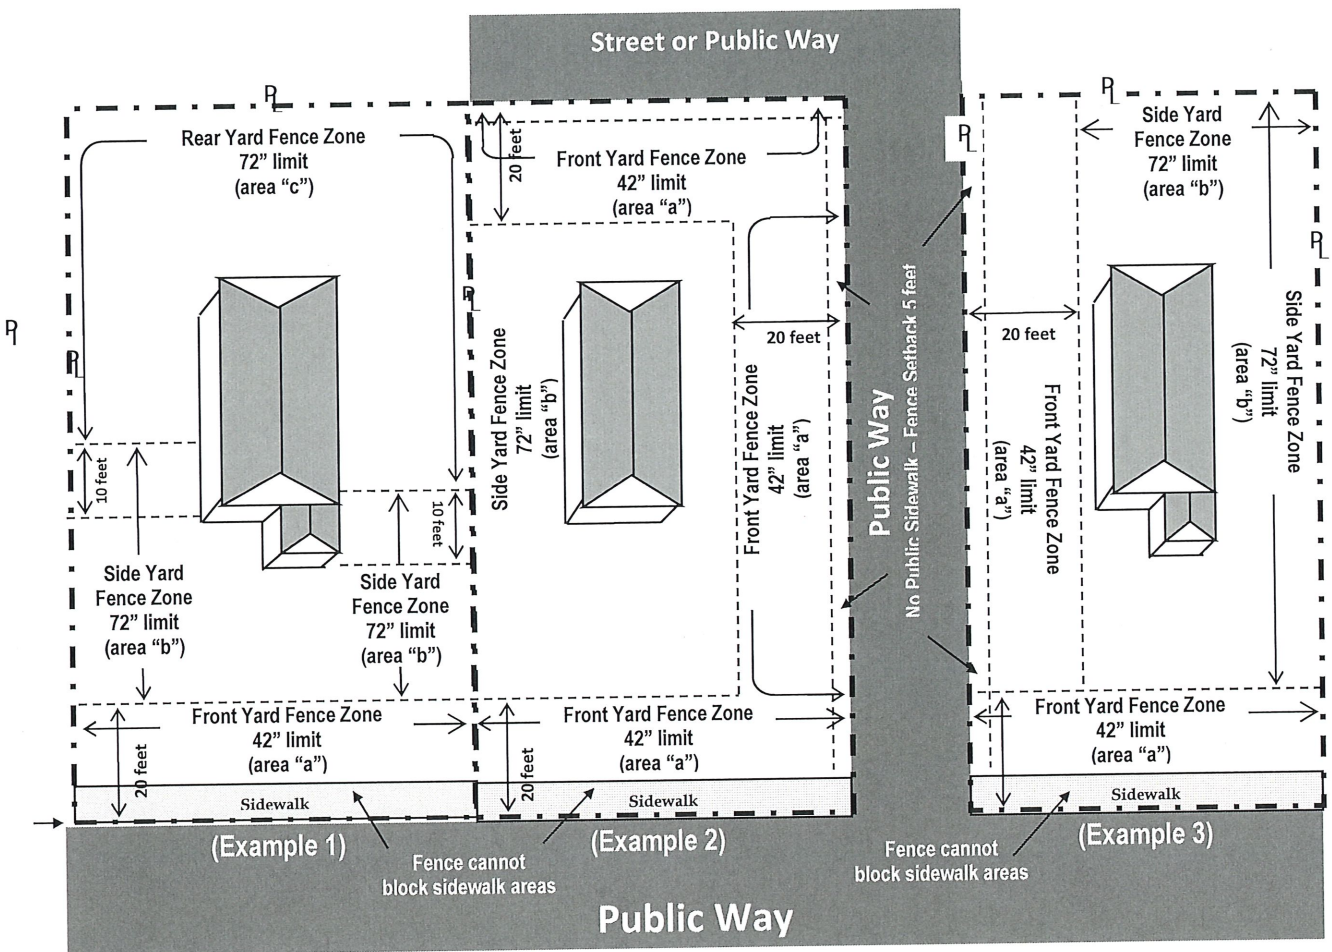 Street or Public Way
PL
PL
PL
Rear Yard Fence Zone
72” limit
(area “c”)
20 feet
Front Yard Fence Zone
42” limit
(area “a”)
Side Yard
Fence Zone
72” limit
(area “b”)
PL
PL
PL
PL
20 feet
20 feet
Side Yard Fence Zone
72” limit
(area “b”)
Front Yard Fence Zone
42” limit
(area “a”)
Public Way
No Public Sidewalk – Fence Setback 5 feet
Front Yard Fence Zone
42” limit
(area “a”)
Side Yard Fence Zone
72” limit
(area “b”)
10 feet
10 feet
Side Yard
Fence Zone
72” limit
(area “b”)
Side Yard
Fence Zone
72” limit
(area “b”)
Front Yard Fence Zone
42” limit
(area “a”)
20 feet
Front Yard Fence Zone
42” limit
(area “a”)
20 feet
Front Yard Fence Zone
42” limit
(area “a”)
Sidewalk
Sidewalk
Sidewalk
(Example 1)
(Example 2)
(Example 3)
Fence cannot
block sidewalk areas
Fence cannot
block sidewalk areas
Public Way